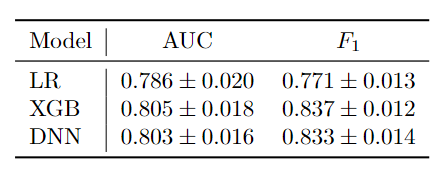 Model AUC F₁
LR 0.786 ± 0.020 0.771 ± 0.013
XGB 0.805 ± 0.018 0.837 ± 0.012
DNN 0.803 ± 0.016 0.833 ± 0.014